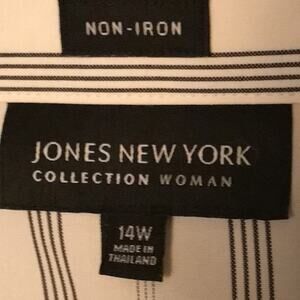 NON-IRON
JONES NEW YORK
COLLECTION WOMAN
14W
MADE IN
THAILAND